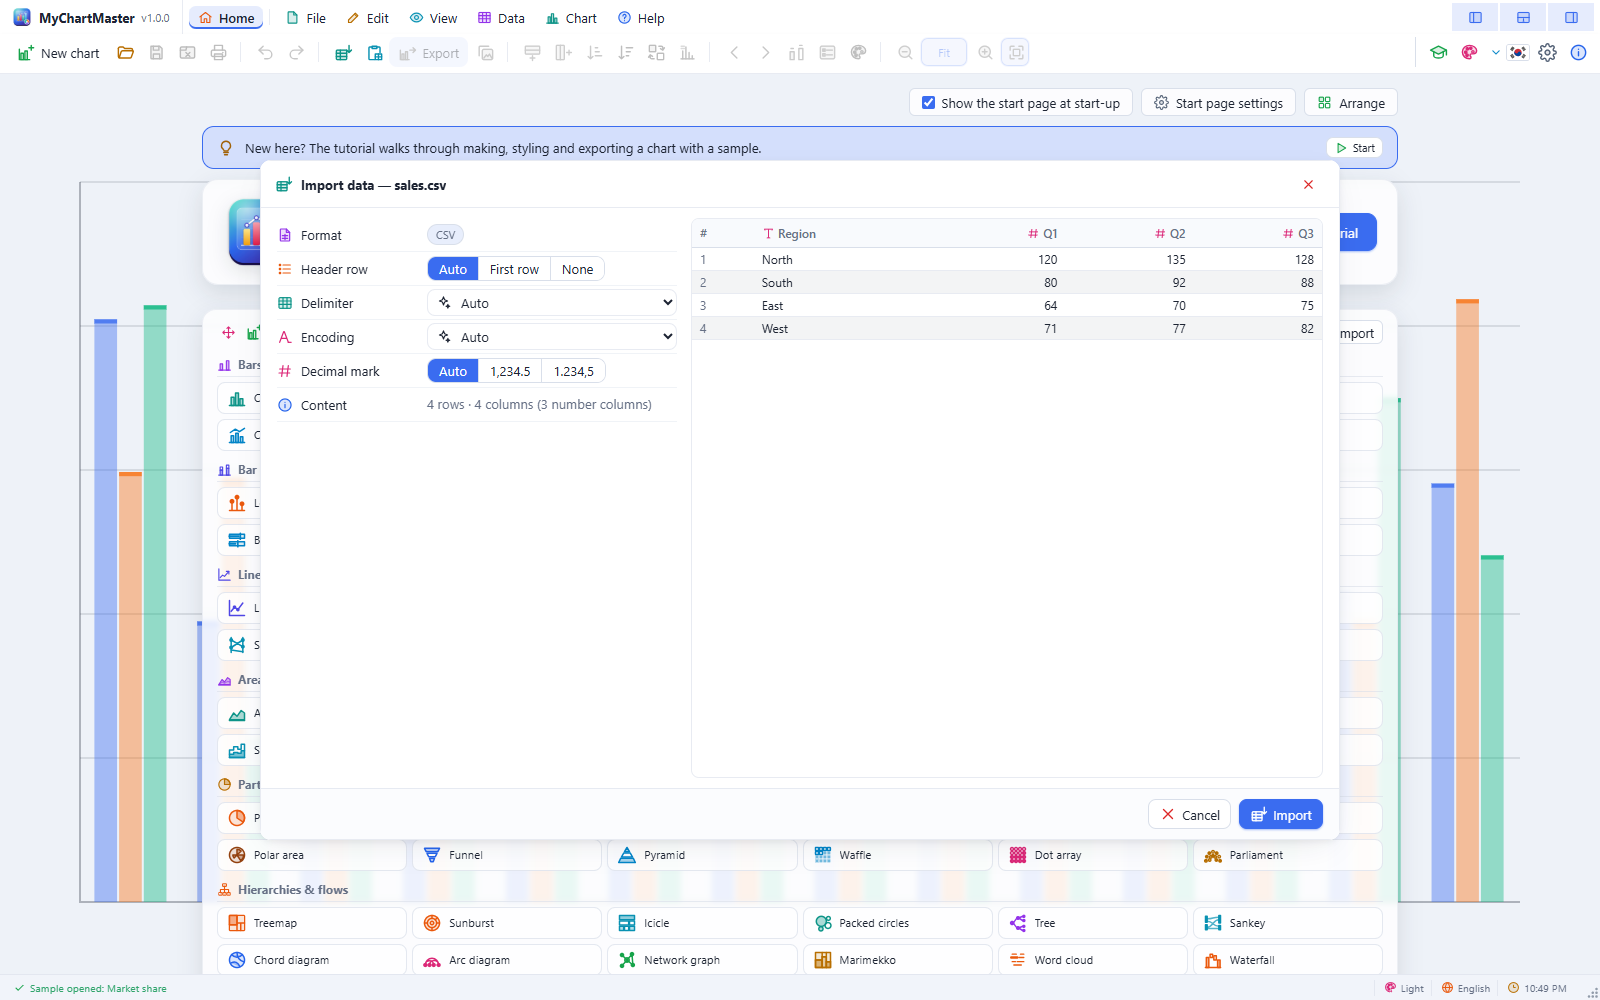 MyChartMaster v1.0.0
Home File Edit View Data Chart Help
New chart Export Fit
Show the start page at start-up Start page settings Arrange
New here? The tutorial walks through making, styling and exporting a chart with a sample. Start
Import data — sales.csv
Format CSV
Header row Auto First row None
Delimiter Auto
Encoding Auto
Decimal mark Auto 1,234.5 1.234,5
Content 4 rows · 4 columns (3 number columns)
# Region # Q1 # Q2 # Q3
1 North 120 135 128
2 South 80 92 88
3 East 64 70 75
4 West 71 77 82
Bars
Bar
Line
Area
Part
Cancel Import
Polar area Funnel Pyramid Waffle Dot array Parliament
Hierarchies & flows
Treemap Sunburst Icicle Packed circles Tree Sankey
Chord diagram Arc diagram Network graph Marimekko Word cloud Waterfall
Sample opened: Market share Light English 10:49 PM